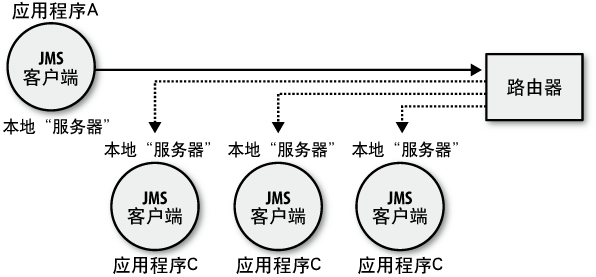 应用程序A
JMS
客户端
路由器
本地“服务器”
本地“服务器” 本地“服务器” 本地“服务器”
JMS JMS JMS
客户端 客户端 客户端
应用程序C 应用程序C 应用程序C